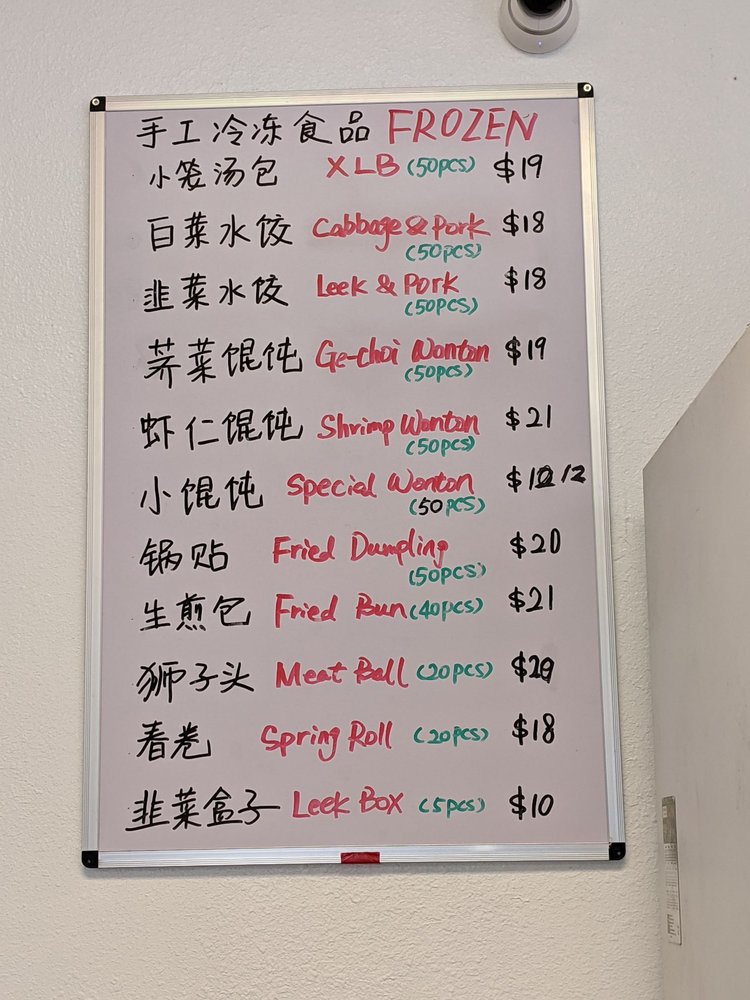 手工冷冻食品 FROZEN
小笼汤包 XLB (50pcs) $19
白菜水饺 Cabbage & Pork $18
(50pcs)
韭菜水饺 Leek & Pork $18
(50pcs)
荠菜馄饨 Ge-choi Wonton $19
(50pcs)
虾仁馄饨 Shrimp Wonton $21
(50pcs)
小馄饨 Special Wonton 12
(50pcs)
锅贴 Fried Dumpling $20
(50pcs)
生煎包 Fried Bun (40pcs) $21
狮子头 Meat Ball (20pcs)
春卷 Spring Roll (20pcs) $18
韭菜盒子 Leek Box (5pcs) $10